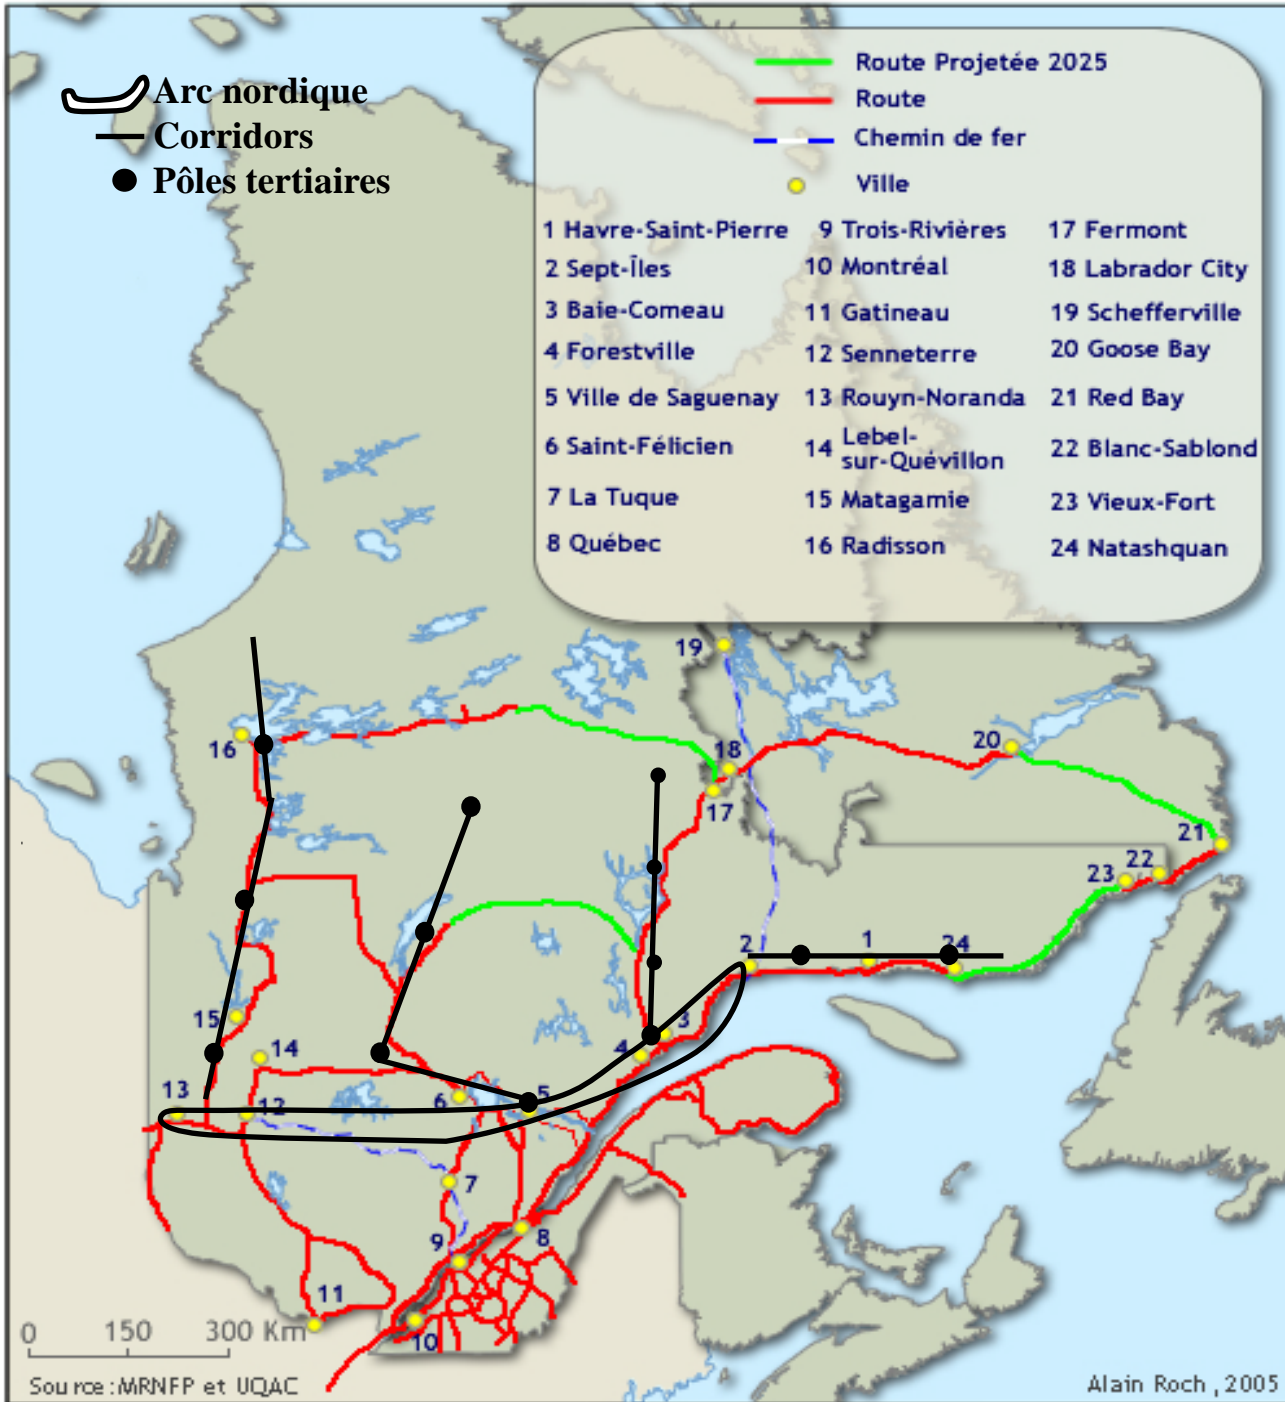 Arc nordique
Corridors
Pôles tertiaires
Route Projetée 2025
Route
Chemin de fer
Ville
1 Havre-Saint-Pierre
2 Sept-Îles
3 Baie-Comeau
4 Forestville
5 Ville de Saguenay
6 Saint-Félicien
7 La Tuque
8 Québec
9 Trois-Rivières
10 Montréal
11 Gatineau
12 Senneterre
13 Rouyn-Noranda
14 Lebel-
sur-Quévillon
15 Matagamie
16 Radisson
17 Fermont
18 Labrador City
19 Schefferville
20 Goose Bay
21 Red Bay
22 Blanc-Sablond
23 Vieux-Fort
24 Natashquan
19
16
18
20
17
21
22
23
2
1
24
15
3
14
4
13
12
6
5
7
8
9
11
10
0 150 300 Km
Source:MRNFP et UQAC
Alain Roch, 2005